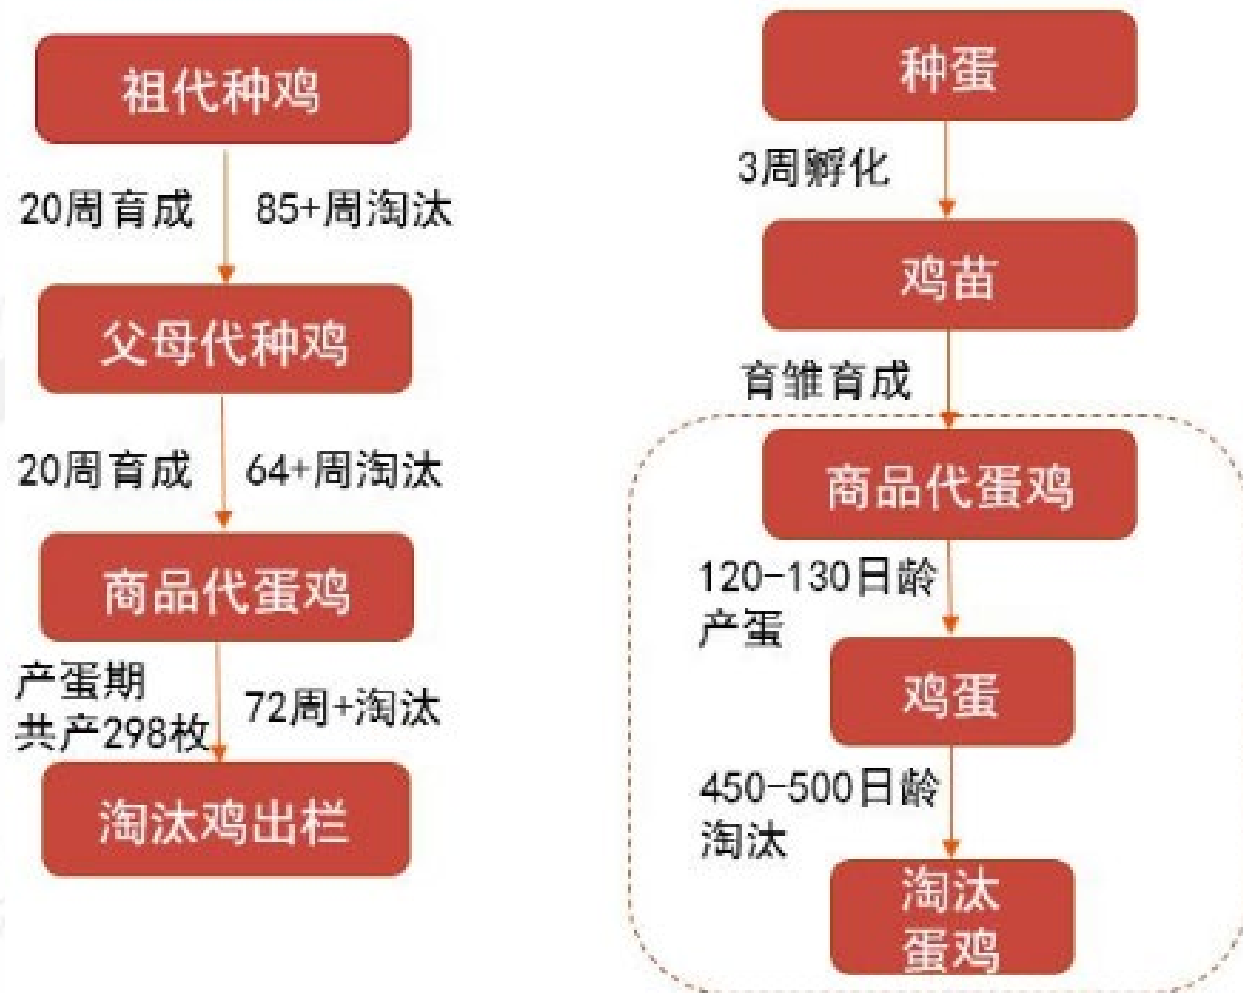 祖代种鸡
20周育成
85+周淘汰
父母代种鸡
20周育成
64+周淘汰
商品代蛋鸡
产蛋期
共产298枚
72周+淘汰
淘汰鸡出栏
种蛋
3周孵化
鸡苗
育雏育成
商品代蛋鸡
120-130日龄
产蛋
鸡蛋
450-500日龄
淘汰
淘汰
蛋鸡